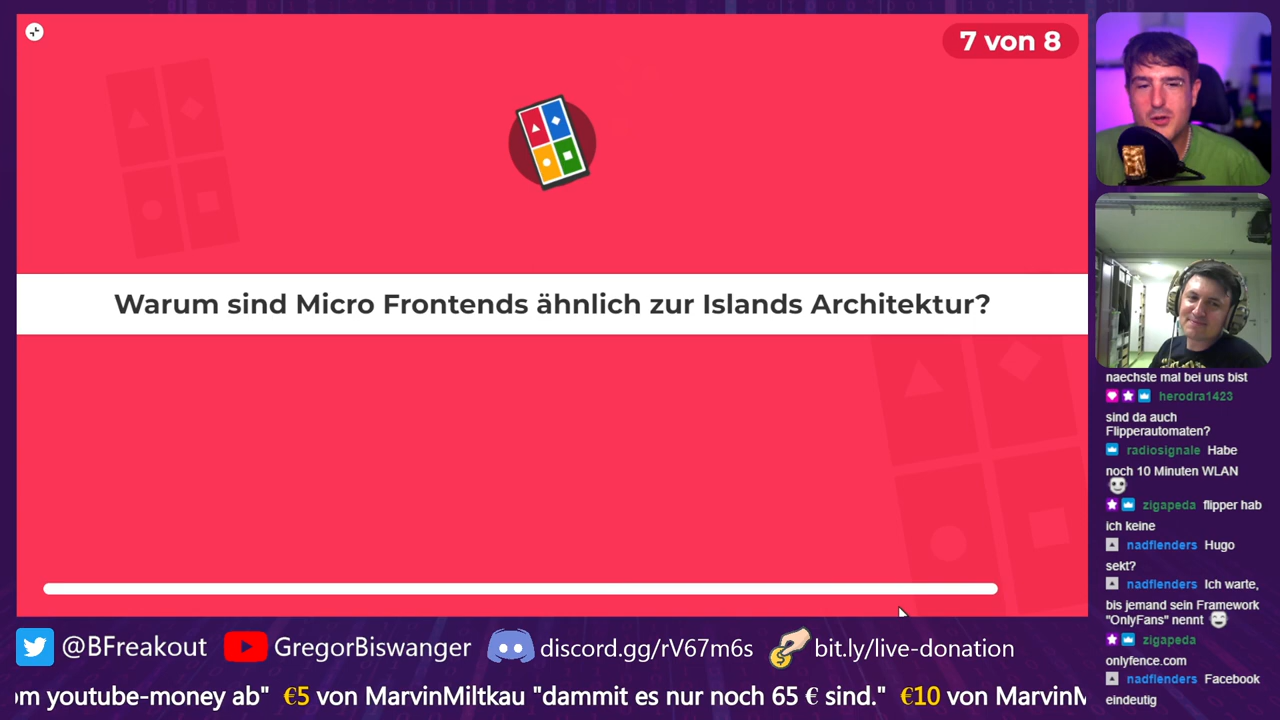 7 von 8
Warum sind Micro Frontends ähnlich zur Islands Architektur?
naechste mal bei uns bist
herodra1423
sind da auch
Flipperautomaten?
radiosignale Habe
noch 10 Minuten WLAN
zigapeda flipper hab
ich keine
nadflenders Hugo
sekt?
nadflenders Ich warte,
bis jemand sein Framework
"OnlyFans" nennt
zigapeda
onlyfence.com
nadflenders Facebook
eindeutig
@BFreakout GregorBiswanger discord.gg/rV67m6s bit.ly/live-donation
om youtube-money ab" €5 von MarvinMiltkau "dammit es nur noch 65 € sind." €10 von MarvinM